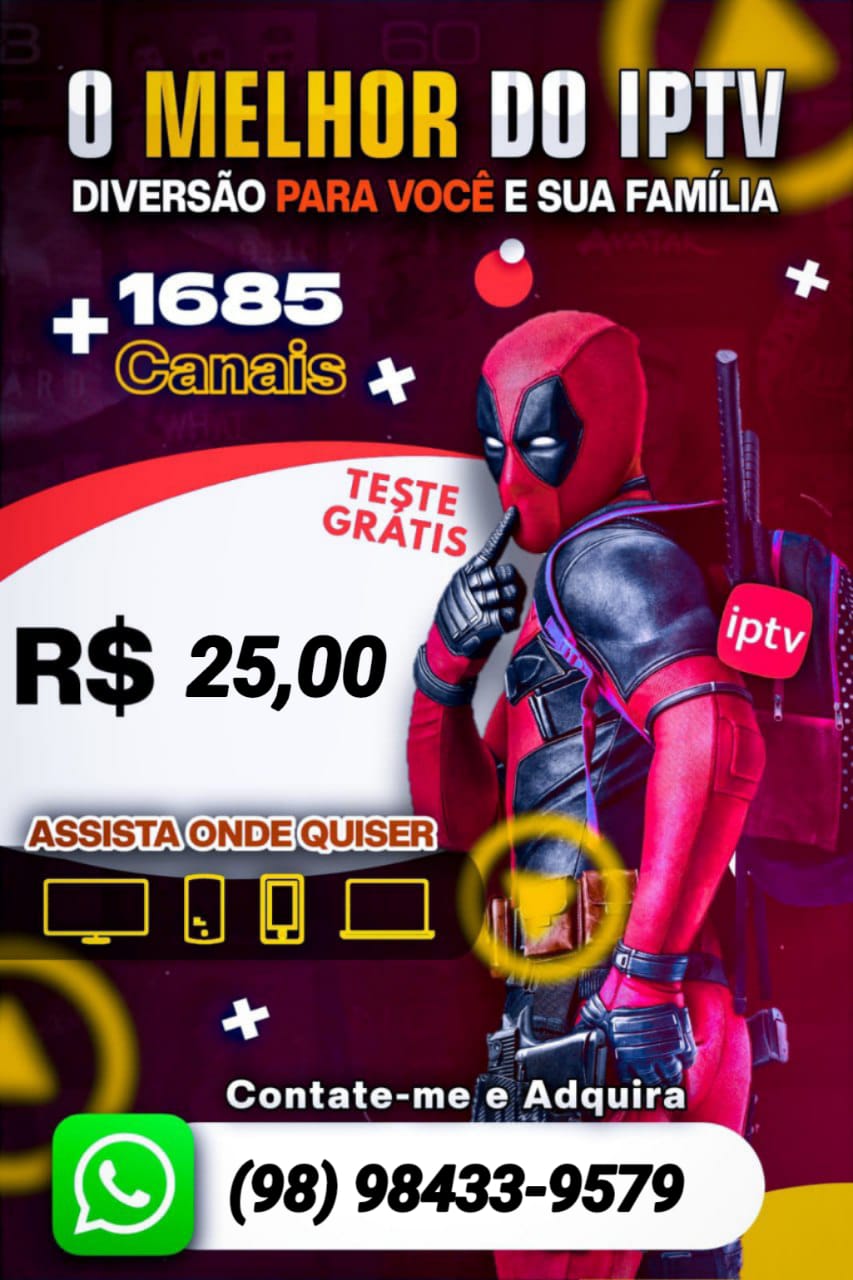 O MELHOR DO IPTV
DIVERSÃO PARA VOCÊ E SUA FAMÍLIA
+1685
Canais
TESTE
GRÁTIS
iptv
R$ 25,00
ASSISTA ONDE QUISER
Contate-me e Adquira
(98) 98433-9579